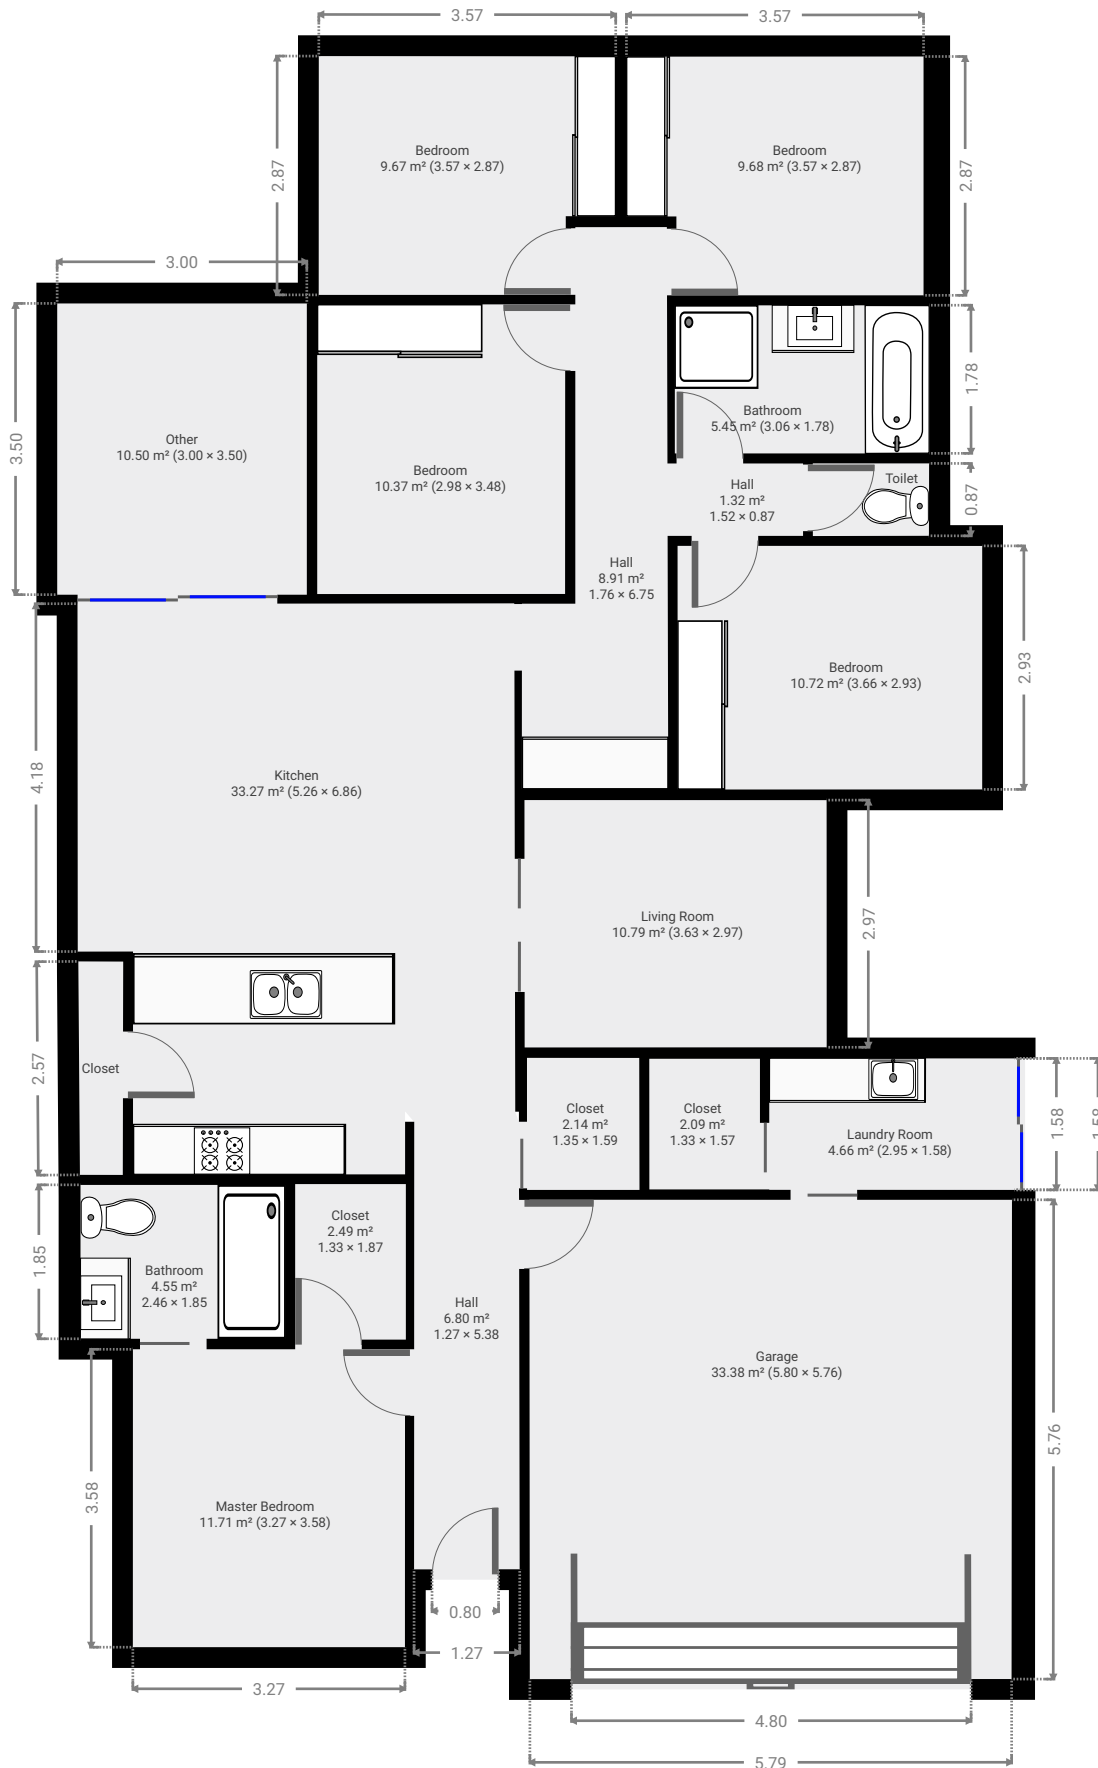 3.57
3.57
2.87
Bedroom
9.67 m² (3.57 × 2.87)
Bedroom
9.68 m² (3.57 × 2.87)
2.87
3.00
3.50
Other
10.50 m² (3.00 × 3.50)
Bedroom
10.37 m² (2.98 × 3.48)
Bathroom
5.45 m² (3.06 × 1.78)
1.78
Hall
1.32 m²
1.52 × 0.87
Toilet
0.87
Hall
8.91 m²
1.76 × 6.75
Bedroom
10.72 m² (3.66 × 2.93)
2.93
4.18
Kitchen
33.27 m² (5.26 × 6.86)
Living Room
10.79 m² (3.63 × 2.97)
2.97
2.57
Closet
Closet
2.14 m²
1.35 × 1.59
Closet
2.09 m²
1.33 × 1.57
Laundry Room
4.66 m² (2.95 × 1.58)
1.58
1.58
1.85
Bathroom
4.55 m²
2.46 × 1.85
Closet
2.49 m²
1.33 × 1.87
Hall
6.80 m²
1.27 × 5.38
Garage
33.38 m² (5.80 × 5.76)
5.76
3.58
Master Bedroom
11.71 m² (3.27 × 3.58)
0.80
1.27
3.27
4.80
5.79